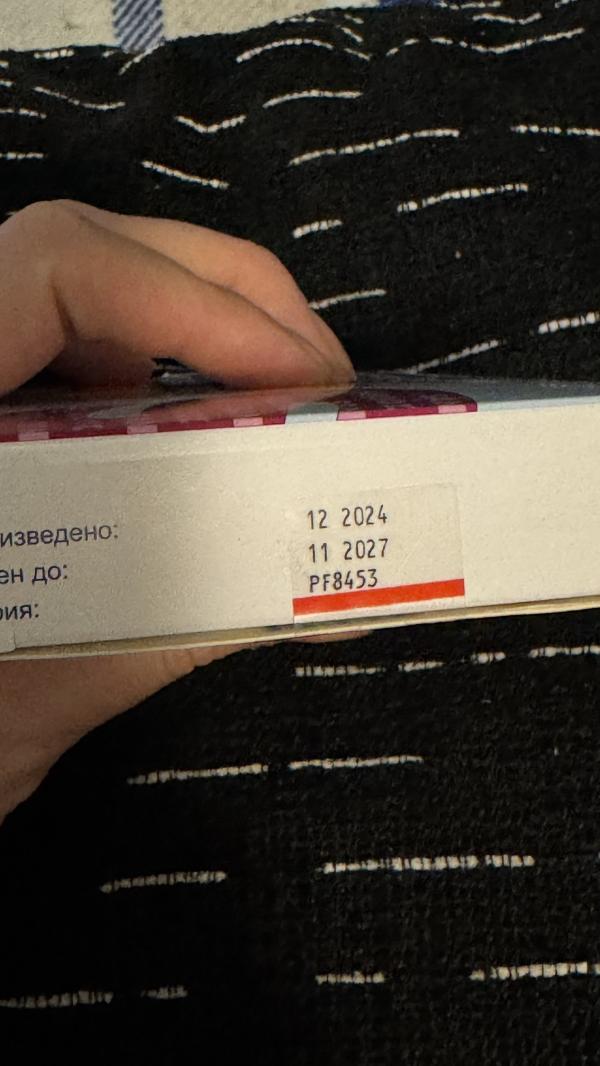 изведено: 12 2024
ен до: 11 2027
рия: PF8453